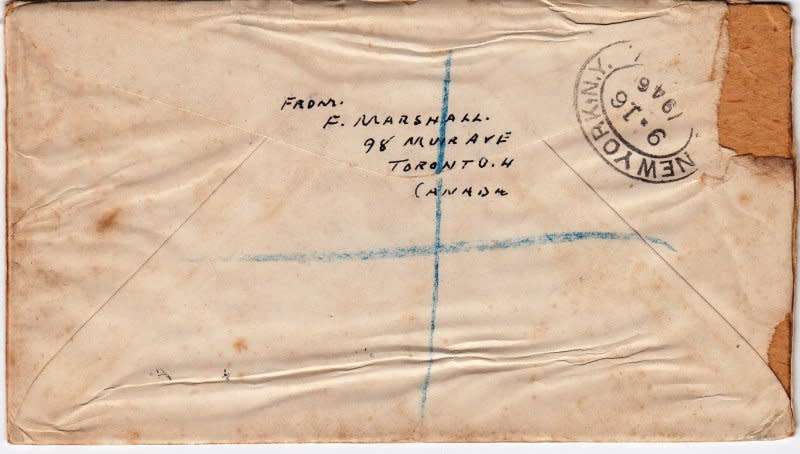 FROM.
F. MARSHALL.
98 MUIR AVE
TORONTO. 4
CANADA
NEW YORK, N.Y.
9-16
1946